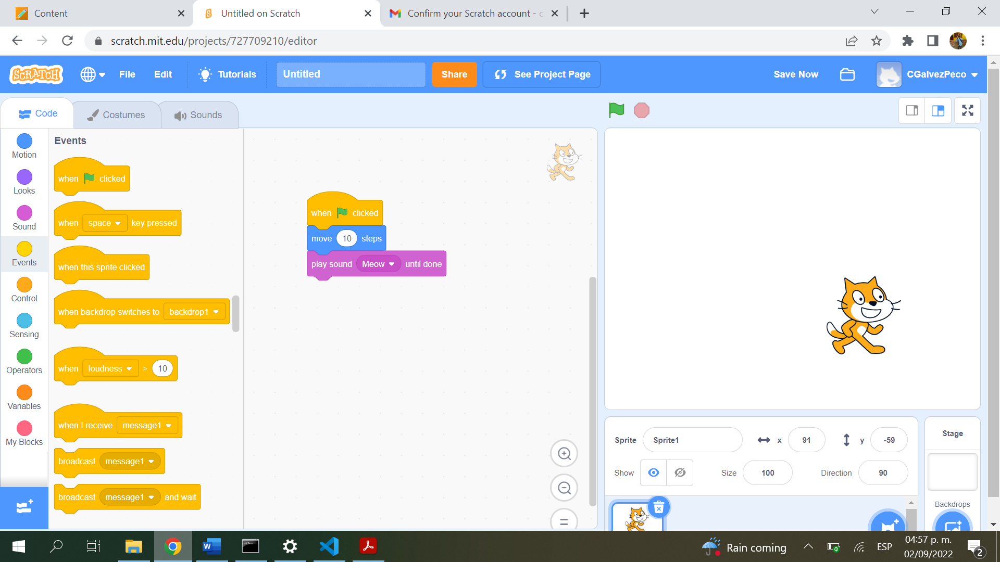 Content
Untitled on Scratch
Confirm your Scratch account - c
scratch.mit.edu/projects/727709210/editor
SCRATCH
File
Edit
Tutorials
Untitled
Share
See Project Page
Save Now
CGalvezPeco
Code
Costumes
Sounds
Motion
Looks
Sound
Events
Control
Sensing
Operators
Variables
My Blocks
Events
when clicked
when space key pressed
when this sprite clicked
when backdrop switches to backdrop1
when loudness > 10
when I receive message1
broadcast message1
broadcast message1 and wait
when clicked
move 10 steps
play sound Meow until done
Sprite Sprite1 x 91 y -59
Show Size 100 Direction 90
Stage
Backdrops
Rain coming
ESP
04:57 p. m.
02/09/2022
2